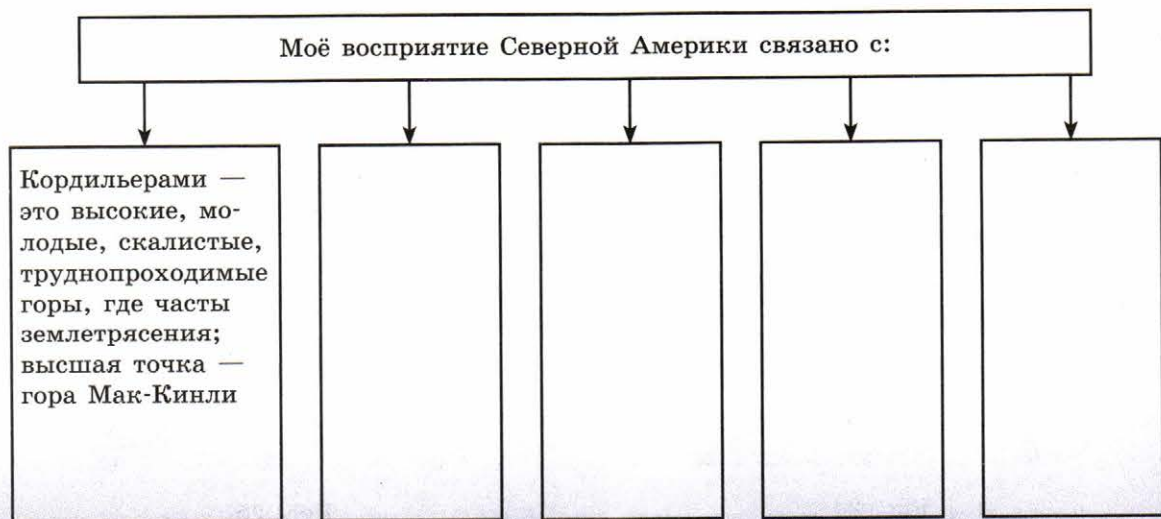 Моё восприятие Северной Америки связано с:
Кордильерами —
это высокие, мо-
лодые, скалистые,
труднопроходимые
горы, где часты
землетрясения;
высшая точка —
гора Мак-Кинли